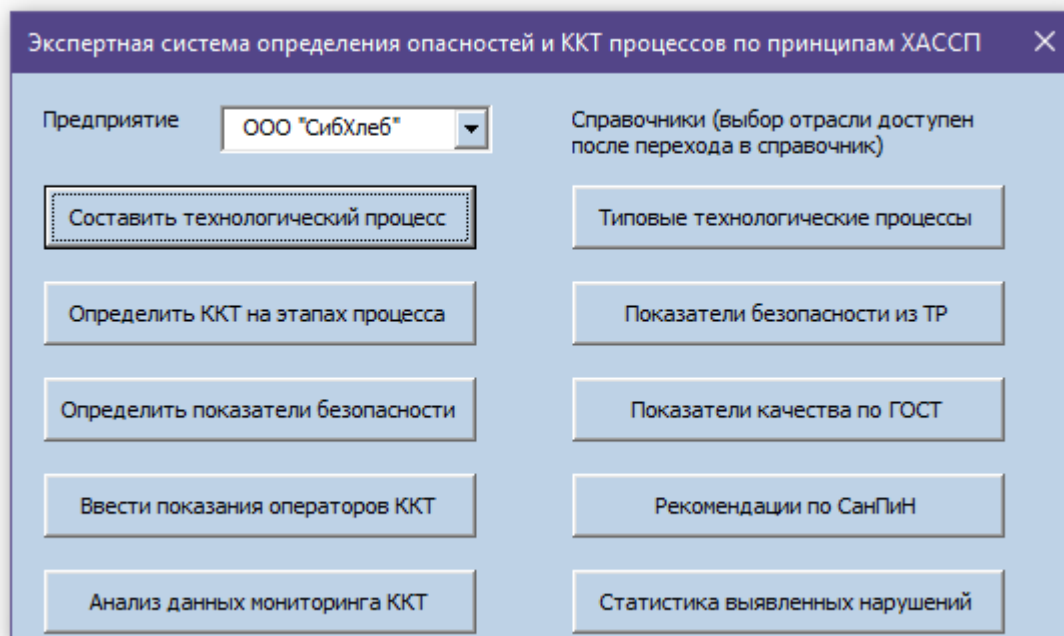 Экспертная система определения опасностей и ККТ процессов по принципам ХАССП
Предприятие
ООО "СибХлеб"
Справочники (выбор отрасли доступен
после перехода в справочник)
Составить технологический процесс
Типовые технологические процессы
Определить ККТ на этапах процесса
Показатели безопасности из ТР
Определить показатели безопасности
Показатели качества по ГОСТ
Ввести показания операторов ККТ
Рекомендации по СанПиН
Анализ данных мониторинга ККТ
Статистика выявленных нарушений